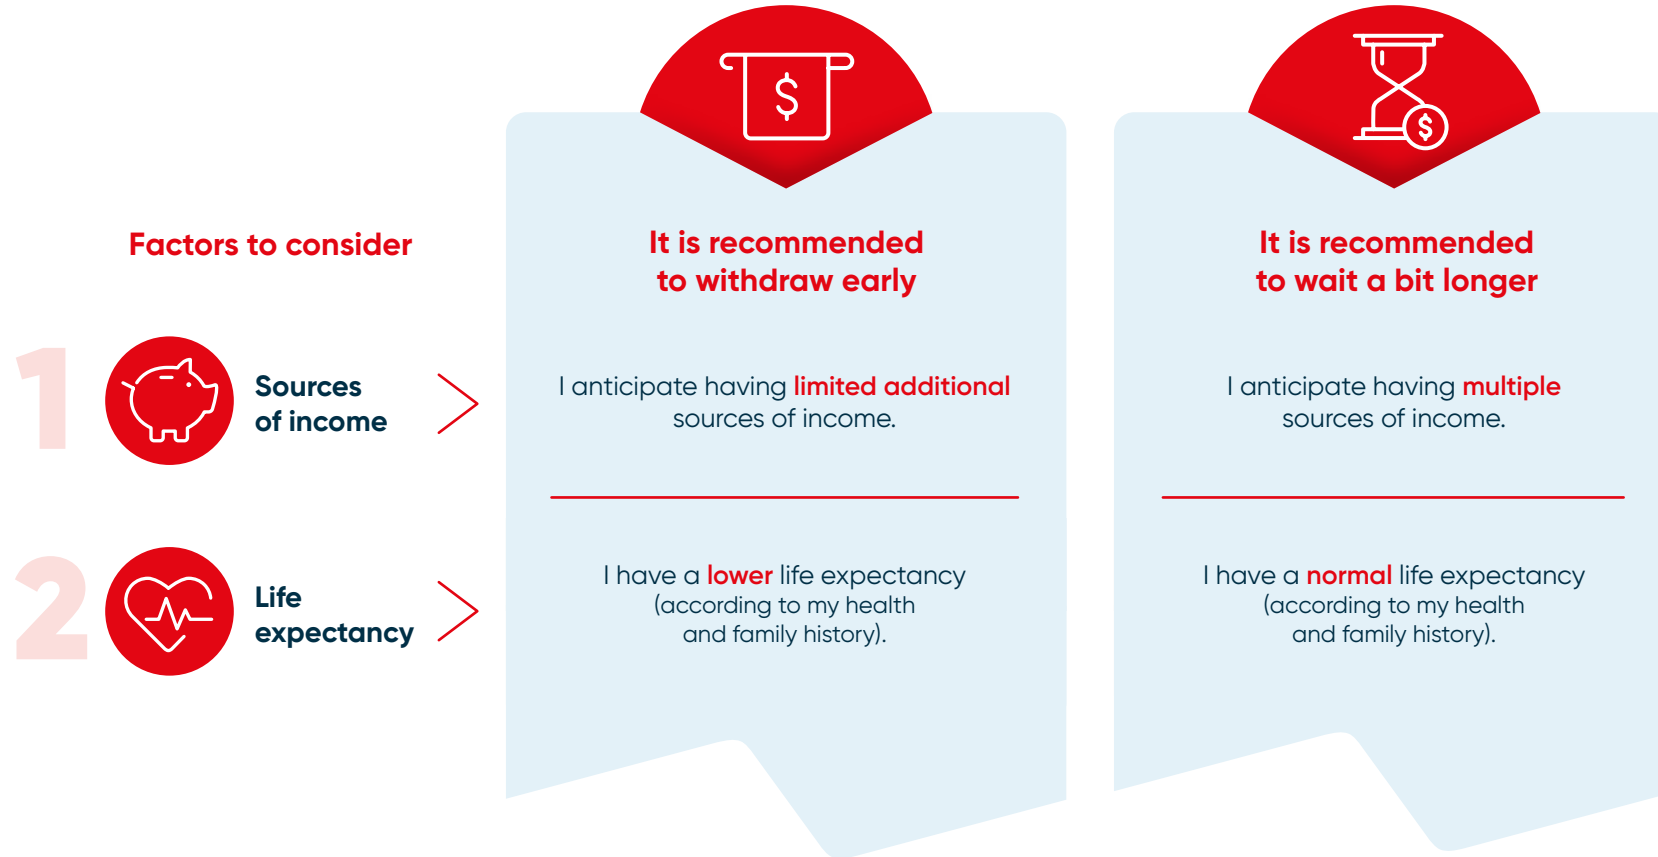 Factors to consider
It is recommended
to withdraw early
It is recommended
to wait a bit longer
1
Sources
of income
I anticipate having limited additional
sources of income.
I anticipate having multiple
sources of income.
2
Life
expectancy
I have a lower life expectancy
(according to my health
and family history).
I have a normal life expectancy
(according to my health
and family history).
$
$